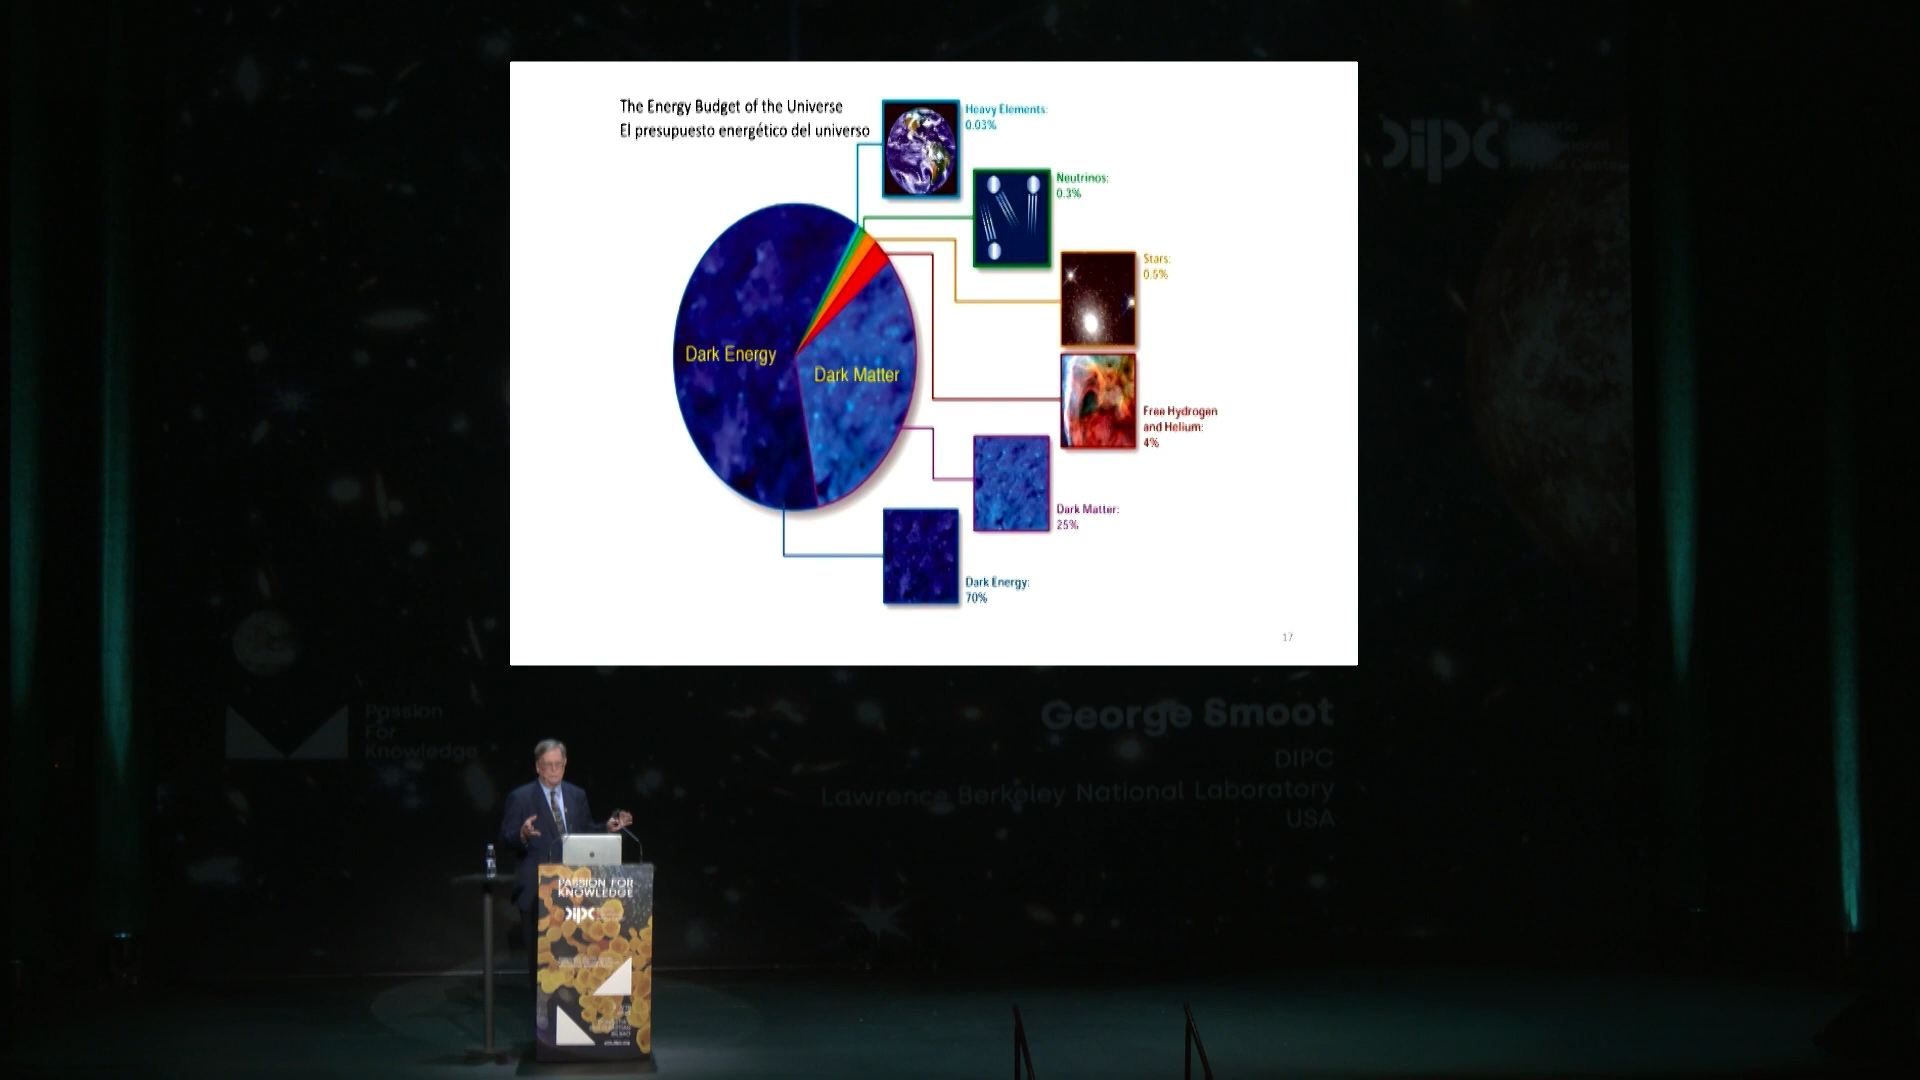 The Energy Budget of the Universe
El presupuesto energético del universo
Heavy Elements:
0.03%
Neutrinos:
0.3%
Stars:
0.5%
Dark Energy
Dark Matter
Free Hydrogen
and Helium:
4%
Dark Matter:
25%
Dark Energy:
70%
17
dipc
Passion
For
Knowledge
George Smoot
DIPC
Lawrence Berkeley National Laboratory
USA
PASSION FOR
KNOWLEDGE
dipc